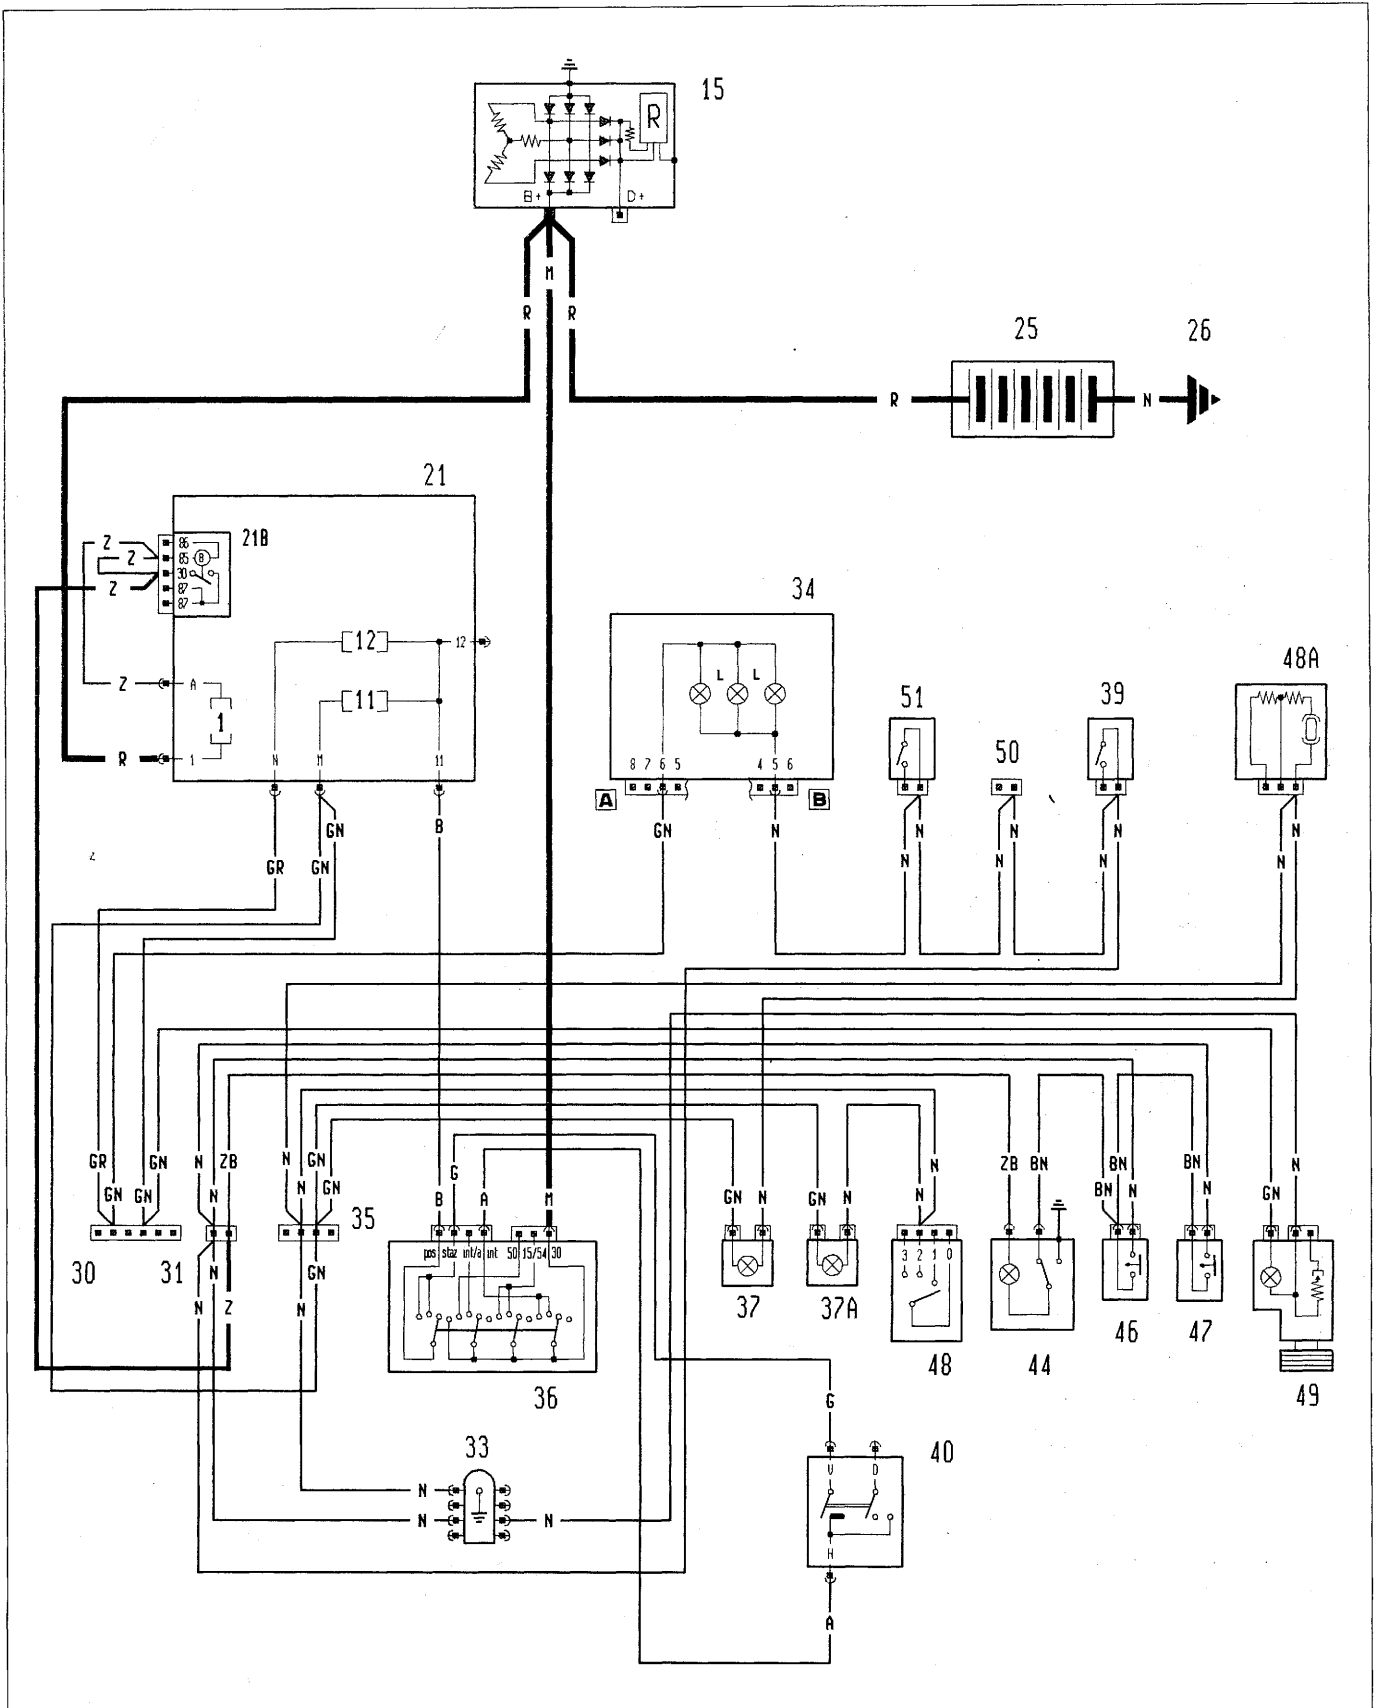 15
R
B+ D+
M
R R
25 26
R N
21
21B
86
85 B
30
87
87
Z
Z
Z
12 12
11
Z A
1
R 1
N M 11
34
L L
8 7 6 5 4 5 6
A B
51
50
39
48A
GN B
GR GN
GN N N N N N
N N N N
GR GN N ZB N GN
GN GN N N GN
G
B A M
GN N GN N N N
ZB BN BN BN
BN N N
GN N
35
30 31
N GN
N Z N
pos staz int/a int 50 15/54 30
3 2 1 0
36
37 37A
48 44 46 47 49
33
N
N N
G
40
V D
H
A